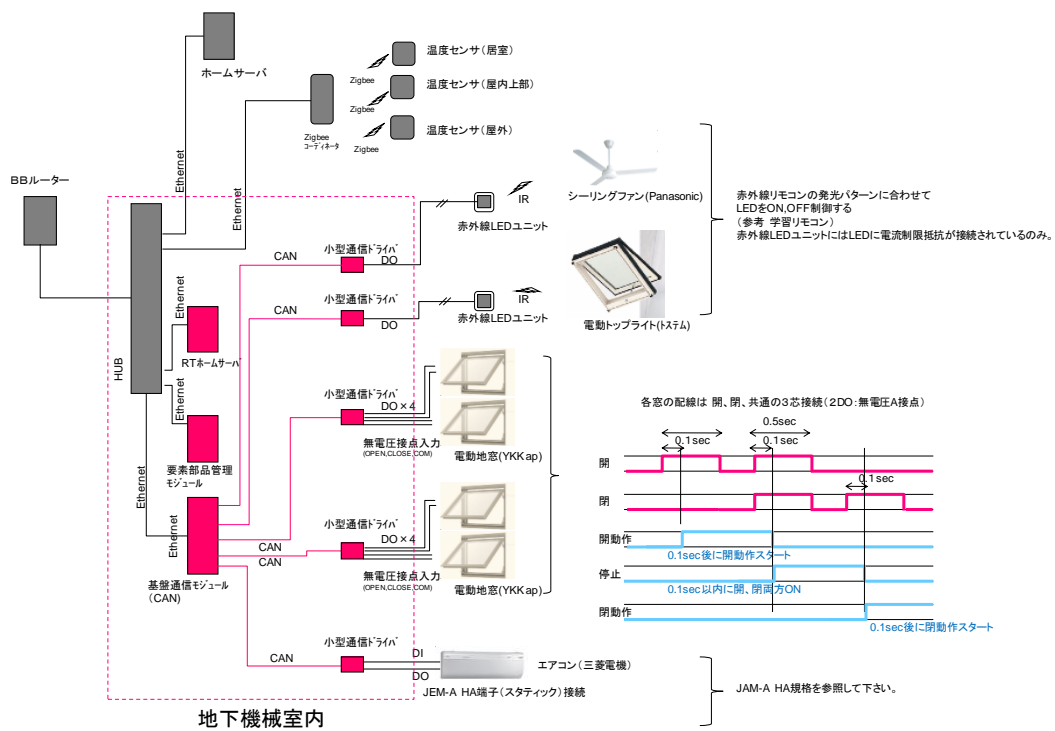 ホームサーバ
温度センサ(居室)
Zigbee
温度センサ(屋内上部)
Zigbee
温度センサ(屋外)
Zigbee
Zigbee
コーディネータ
BBルーター
Ethernet
Ethernet
IR
赤外線LEDユニット
シーリングファン(Panasonic)
赤外線リモコンの発光パターンに合わせて
LEDをON,OFF制御する
(参考 学習リモコン)
赤外線LEDユニットにはLEDに電流制限抵抗が接続されているのみ。
小型通信ドライバ
CAN
DO
小型通信ドライバ
CAN
DO
IR
赤外線LEDユニット
電動トップライト(トステム)
HUB
Ethernet
RTホームサーバ
Ethernet
要素部品管理
モジュール
Ethernet
Ethernet
基盤通信モジュール
(CAN)
小型通信ドライバ
DO×4
無電圧接点入力
(OPEN,CLOSE,COM)
電動地窓(YKKap)
CAN
CAN
小型通信ドライバ
DO×4
無電圧接点入力
(OPEN,CLOSE,COM)
電動地窓(YKKap)
各窓の配線は 開、閉、共通の3芯接続(2DO:無電圧A接点)
0.5sec
0.1sec
0.1sec
開
0.1sec
閉
開動作
0.1sec後に開動作スタート
停止
0.1sec以内に開、閉両方ON
閉動作
0.1sec後に閉動作スタート
小型通信ドライバ
CAN
DI
DO
エアコン(三菱電機)
JEM-A HA端子(スタティック)接続
JAM-A HA規格を参照して下さい。
地下機械室内